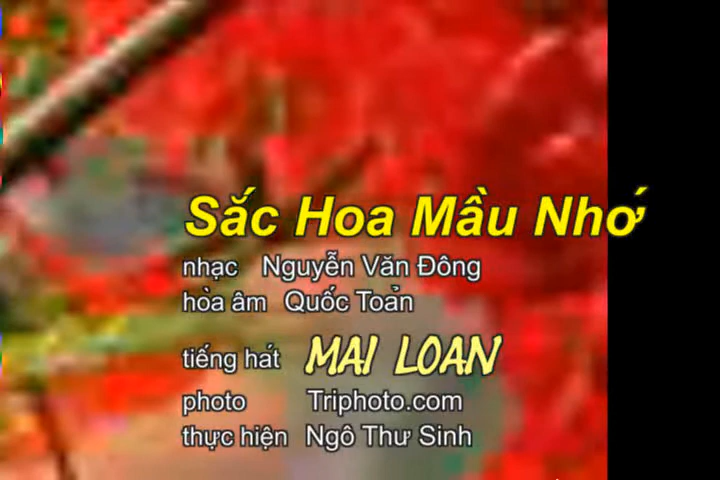 Sắc Hoa Mầu Nhớ
nhạc Nguyễn Văn Đông
hòa âm Quốc Toản
tiếng hát MAI LOAN
photo Triphoto.com
thực hiện Ngô Thư Sinh